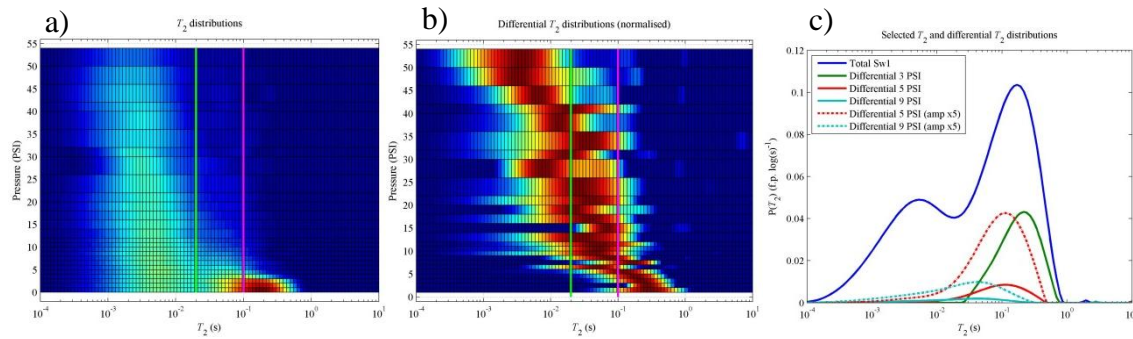 a)
T2 distributions
Pressure (PSI)
55
50
45
40
35
30
25
20
15
10
5
0
10-4
10-3
10-2
10-1
100
101
T2 (s)
b)
Differential T2 distributions (normalised)
Pressure (PSI)
55
50
45
40
35
30
25
20
15
10
5
0
10-4
10-3
10-2
10-1
100
101
T2 (s)
c)
Selected T2 and differential T2 distributions
P(T2) (f.p. log(s)-1)
0.12
0.1
0.08
0.06
0.04
0.02
0
Total Sw1
Differential 3 PSI
Differential 5 PSI
Differential 9 PSI
Differential 5 PSI (amp x5)
Differential 9 PSI (amp x5)
10-4
10-3
10-2
10-1
100
101
T2 (s)